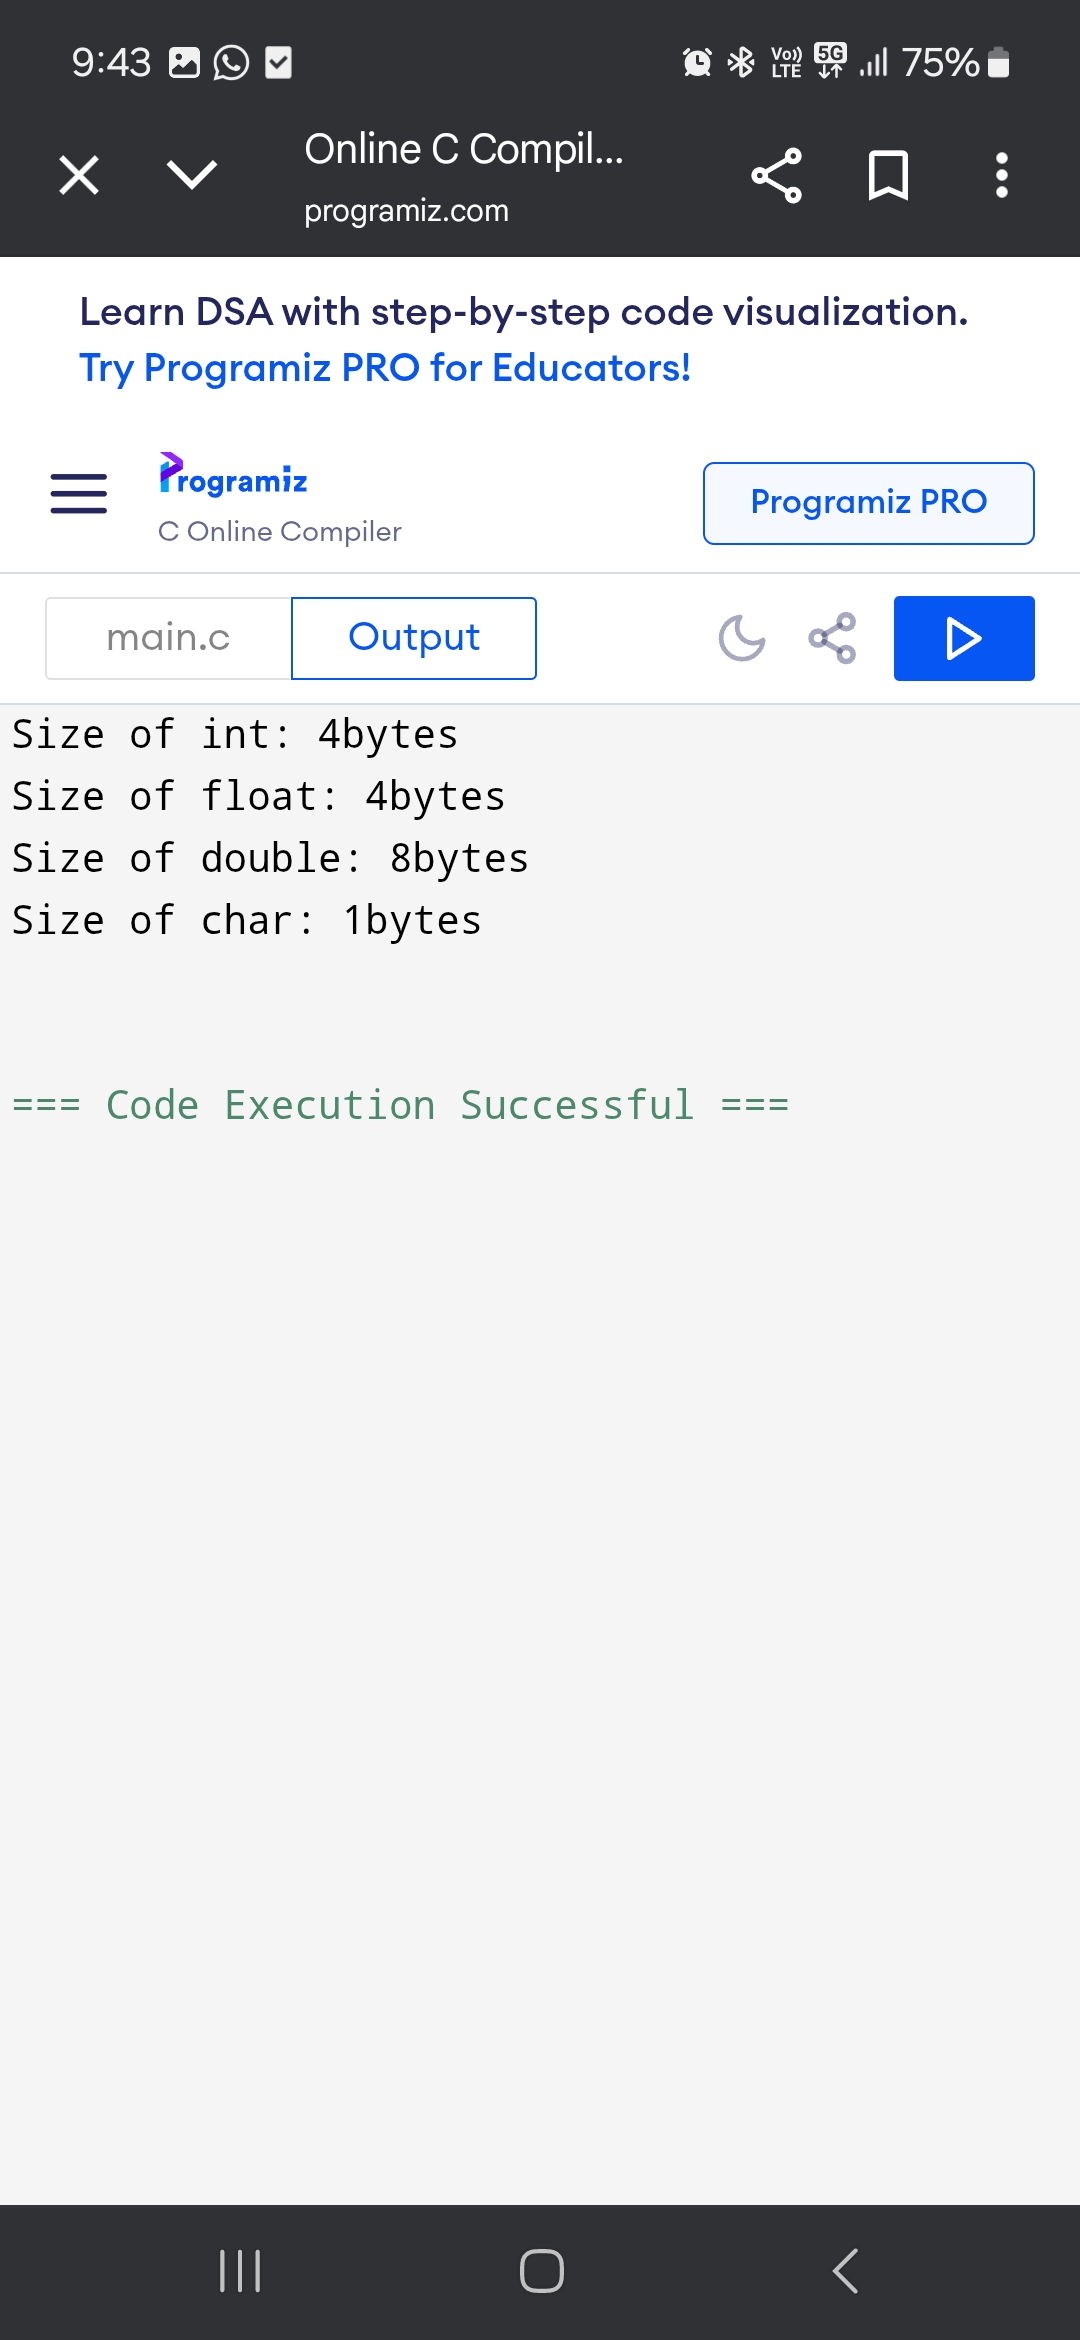 9:43 Vo)) LTE 5G 75%
Online C Compil...
programiz.com
Learn DSA with step-by-step code visualization.
Try Programiz PRO for Educators!
Programiz
C Online Compiler
Programiz PRO
main.c Output
Size of int: 4bytes
Size of float: 4bytes
Size of double: 8bytes
Size of char: 1bytes
=== Code Execution Successful ===